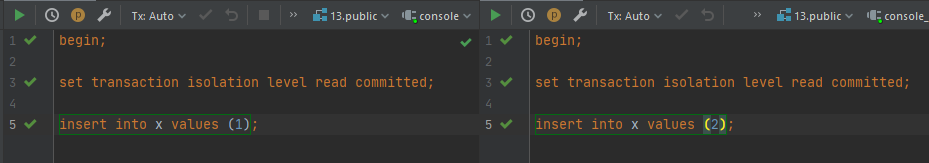 Tx: Auto 13.public console
1 begin;
2
3 set transaction isolation level read committed;
4
5 insert into x values (1);
Tx: Auto 13.public console_
1 begin;
2
3 set transaction isolation level read committed;
4
5 insert into x values (2);